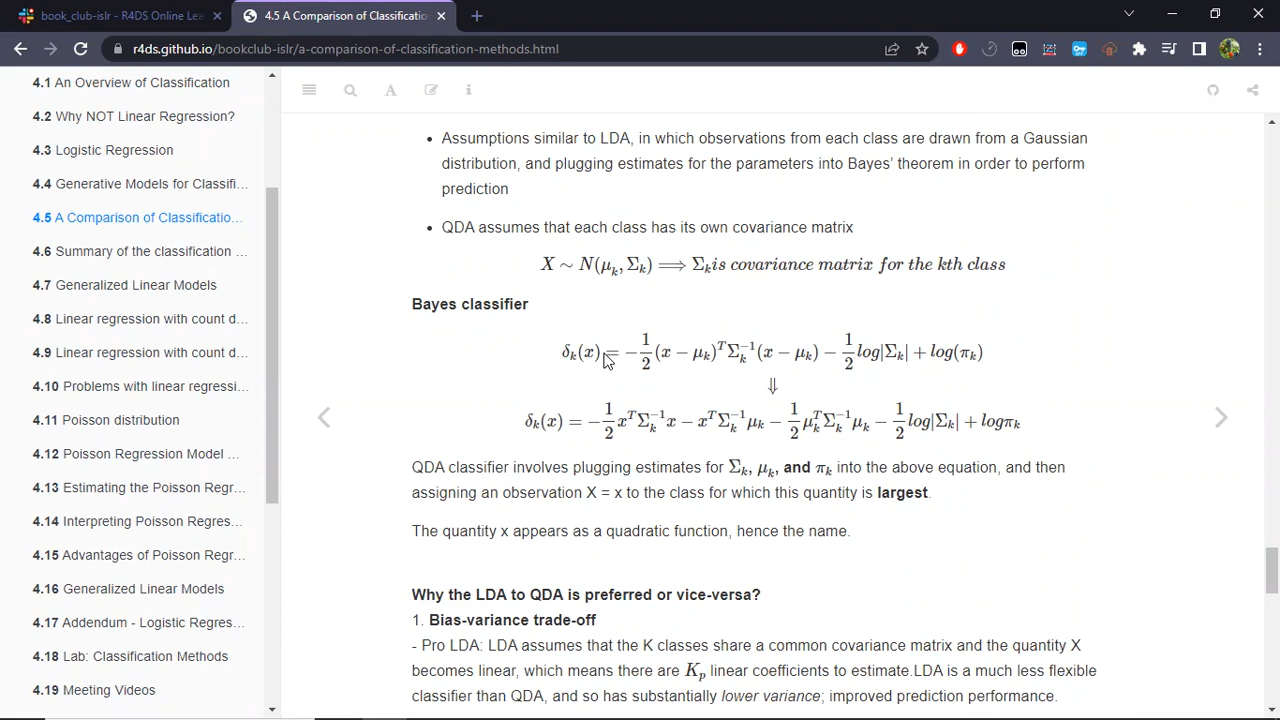 book_club-islr - R4DS Online Lea
4.5 A Comparison of Classificatio
r4ds.github.io/bookclub-islr/a-comparison-of-classification-methods.html
4.1 An Overview of Classification
4.2 Why NOT Linear Regression?
4.3 Logistic Regression
4.4 Generative Models for Classifi...
4.5 A Comparison of Classificatio...
4.6 Summary of the classification ...
4.7 Generalized Linear Models
4.8 Linear regression with count d...
4.9 Linear regression with count d...
4.10 Problems with linear regressi...
4.11 Poisson distribution
4.12 Poisson Regression Model ...
4.13 Estimating the Poisson Regr...
4.14 Interpreting Poisson Regres...
4.15 Advantages of Poisson Regr...
4.16 Generalized Linear Models
4.17 Addendum - Logistic Regres...
4.18 Lab: Classification Methods
4.19 Meeting Videos
• Assumptions similar to LDA, in which observations from each class are drawn from a Gaussian
distribution, and plugging estimates for the parameters into Bayes' theorem in order to perform
prediction
• QDA assumes that each class has its own covariance matrix
X ∼ N(μ_k, Σ_k) ⟹ Σ_k is covariance matrix for the kth class
Bayes classifier
δ_k(x) = −1/2 (x − μ_k)^T Σ_k^−1 (x − μ_k) − 1/2 log|Σ_k| + log(π_k)
⇓
δ_k(x) = −1/2 x^T Σ_k^−1 x − x^T Σ_k^−1 μ_k − 1/2 μ_k^T Σ_k^−1 μ_k − 1/2 log|Σ_k| + logπ_k
QDA classifier involves plugging estimates for Σ_k, μ_k, and π_k into the above equation, and then
assigning an observation X = x to the class for which this quantity is largest.
The quantity x appears as a quadratic function, hence the name.
Why the LDA to QDA is preferred or vice-versa?
1. Bias-variance trade-off
- Pro LDA: LDA assumes that the K classes share a common covariance matrix and the quantity X
becomes linear, which means there are K_p linear coefficients to estimate.LDA is a much less flexible
classifier than QDA, and so has substantially lower variance; improved prediction performance.